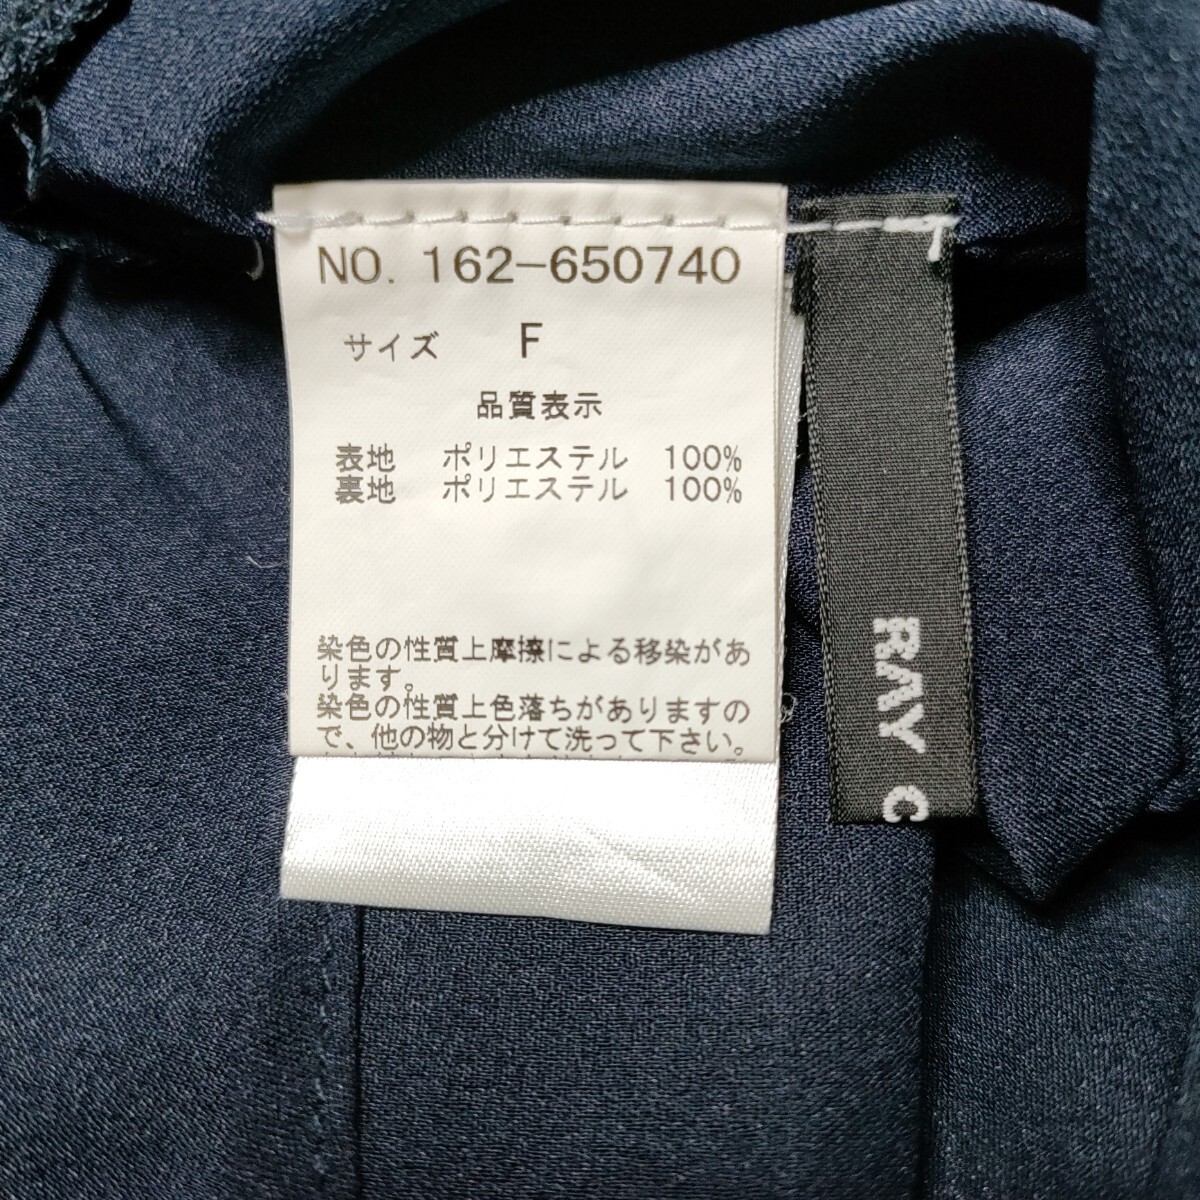 NO. 162-650740
サイズ F
品質表示
表地 ポリエステル 100%
裏地 ポリエステル 100%
染色の性質上摩擦による移染があ
ります。
染色の性質上色落ちがありますの
で、他の物と分けて洗って下さい。
RAY C